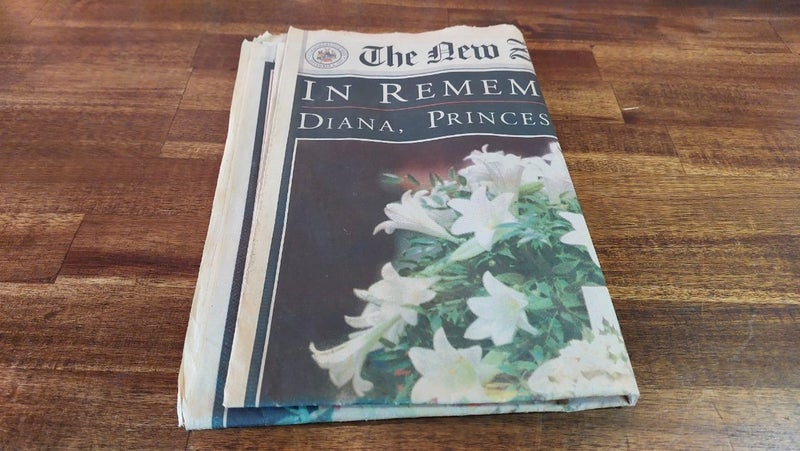 The New Z
IN REMEM
DIANA, PRINCES